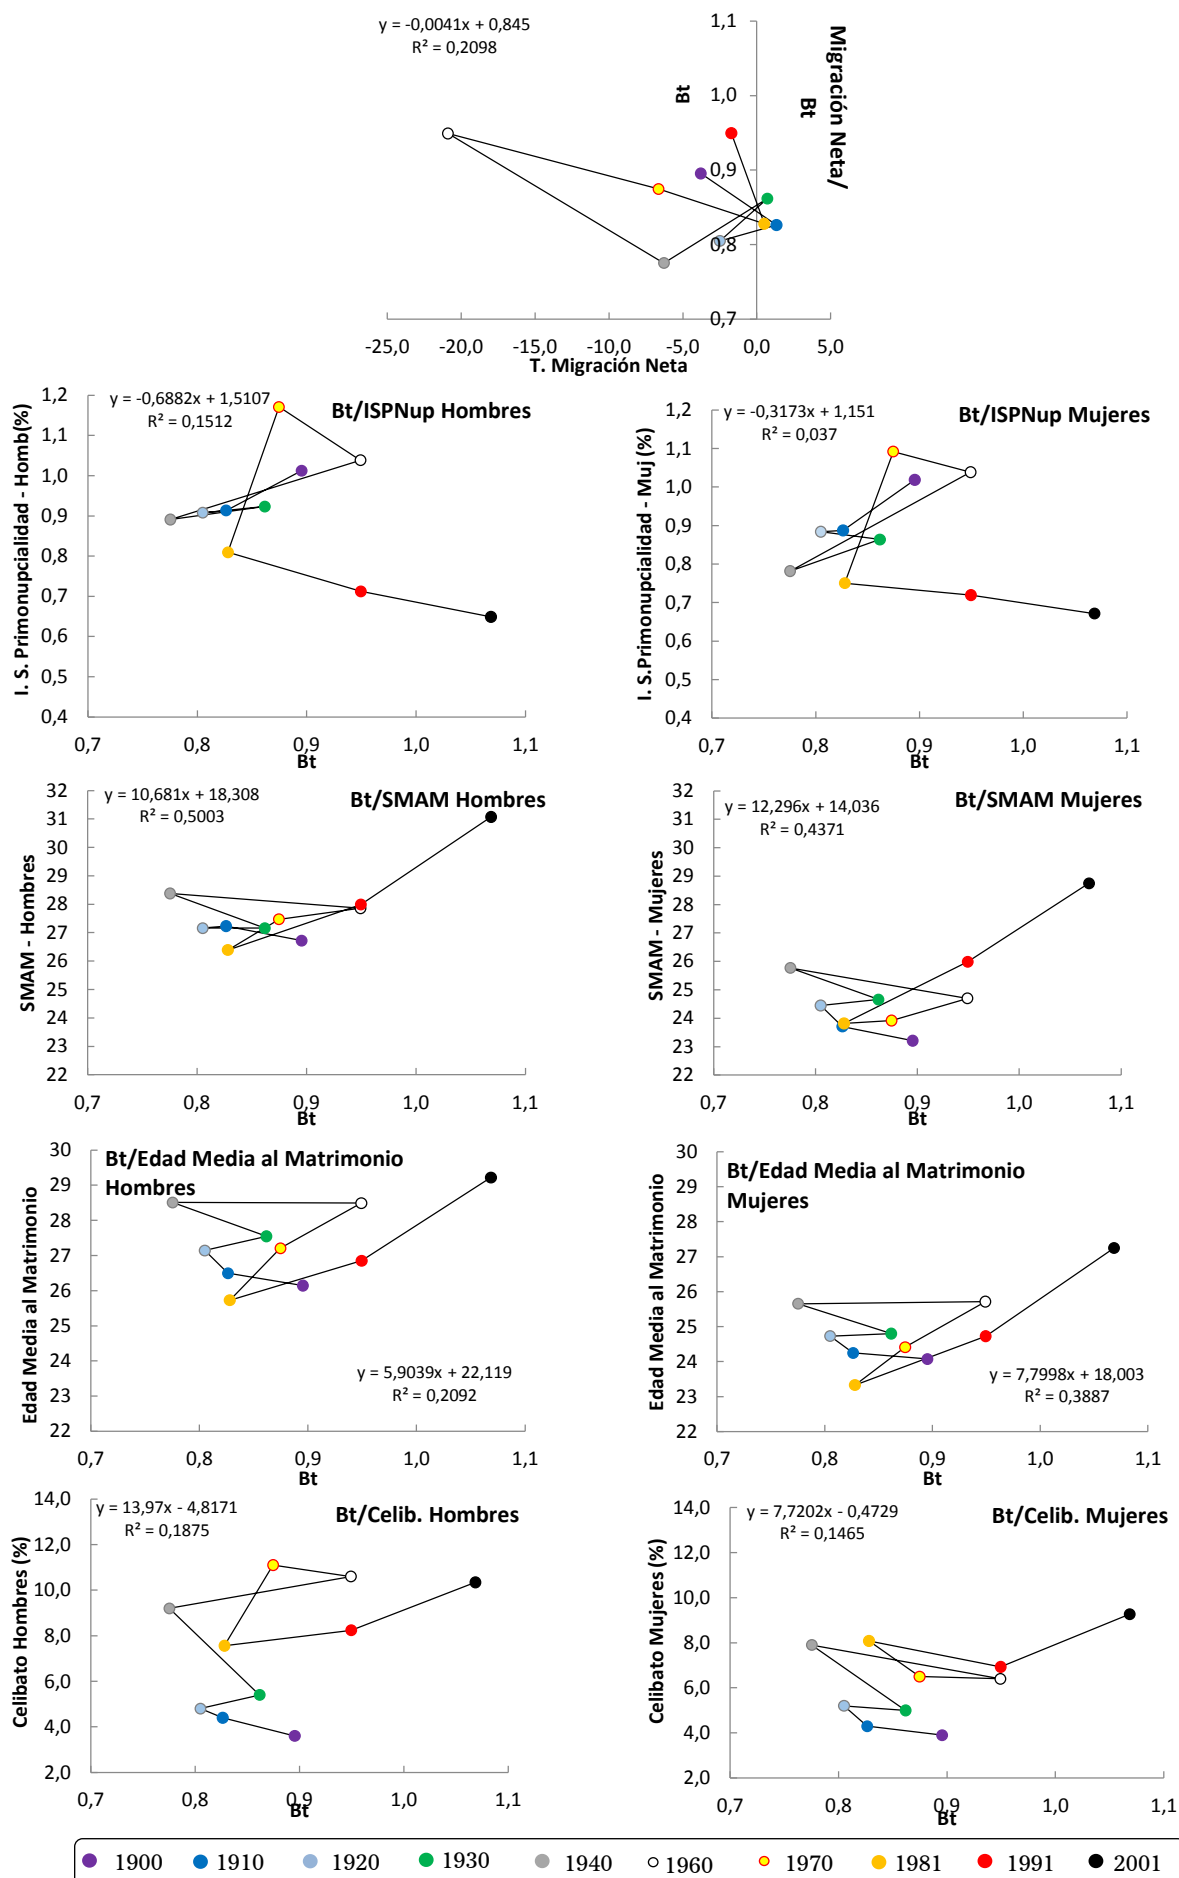 y = -0,0041x + 0,845
R² = 0,2098
Migración Neta/
Bt
Bt
1,1
1,0
0,9
0,8
0,7
-25,0 -20,0 -15,0 -10,0 -5,0 0,0 5,0
T. Migración Neta
Bt/ISPNup Hombres
y = -0,6882x + 1,5107
R² = 0,1512
I. S. Primonupcialidad - Homb(%)
1,2
1,1
1,0
0,9
0,8
0,7
0,6
0,5
0,4
0,7 0,8 0,9 1,0 1,1
Bt
Bt/ISPNup Mujeres
y = -0,3173x + 1,151
R² = 0,037
I. S.Primonupcialidad - Muj (%)
1,2
1,1
1,0
0,9
0,8
0,7
0,6
0,5
0,4
0,7 0,8 0,9 1,0 1,1
Bt
Bt/SMAM Hombres
y = 10,681x + 18,308
R² = 0,5003
SMAM - Hombres
32
31
30
29
28
27
26
25
24
23
22
0,7 0,8 0,9 1,0 1,1
Bt
Bt/SMAM Mujeres
y = 12,296x + 14,036
R² = 0,4371
SMAM - Mujeres
32
31
30
29
28
27
26
25
24
23
22
0,7 0,8 0,9 1,0 1,1
Bt
Bt/Edad Media al Matrimonio
Hombres
Edad Media al Matrimonio
30
29
28
27
26
25
24
23
22
y = 5,9039x + 22,119
R² = 0,2092
0,7 0,8 0,9 1,0 1,1
Bt
Bt/Edad Media al Matrimonio
Mujeres
Edad Media al Matrimonio
30
29
28
27
26
25
24
23
22
y = 7,7998x + 18,003
R² = 0,3887
0,7 0,8 0,9 1,0 1,1
Bt
Bt/Celib. Hombres
y = 13,97x - 4,8171
R² = 0,1875
Celibato Hombres (%)
14,0
12,0
10,0
8,0
6,0
4,0
2,0
0,7 0,8 0,9 1,0 1,1
Bt
Bt/Celib. Mujeres
y = 7,7202x - 0,4729
R² = 0,1465
Celibato Mujeres (%)
14,0
12,0
10,0
8,0
6,0
4,0
2,0
0,7 0,8 0,9 1,0 1,1
Bt
1900 1910 1920 1930 1940 1960 1970 1981 1991 2001